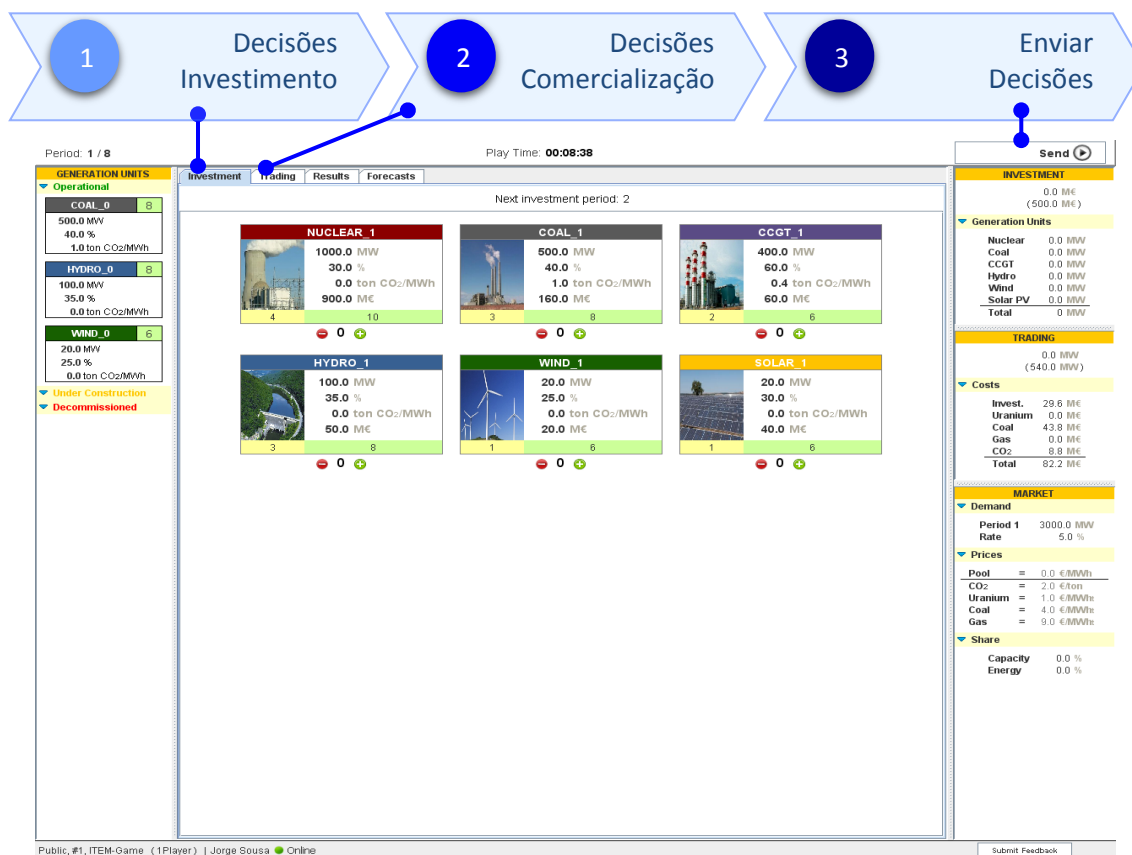 1
Decisões
Investimento
2
Decisões
Comercialização
3
Enviar
Decisões
Period: 1 / 8
Play Time: 00:08:38
Send
GENERATION UNITS
Operational
COAL_0 8
500.0 MW
40.0 %
1.0 ton CO2/MWh
HYDRO_0 8
100.0 MW
35.0 %
0.0 ton CO2/MWh
WIND_0 6
20.0 MW
25.0 %
0.0 ton CO2/MWh
Under Construction
Decommissioned
Investment Trading Results Forecasts
Next investment period: 2
NUCLEAR_1
1000.0 MW
30.0 %
0.0 ton CO2/MWh
900.0 M€
4 10
0
COAL_1
500.0 MW
40.0 %
1.0 ton CO2/MWh
160.0 M€
3 8
0
CCGT_1
400.0 MW
60.0 %
0.4 ton CO2/MWh
60.0 M€
2 6
0
HYDRO_1
100.0 MW
35.0 %
0.0 ton CO2/MWh
50.0 M€
3 8
0
WIND_1
20.0 MW
25.0 %
0.0 ton CO2/MWh
20.0 M€
1 6
0
SOLAR_1
20.0 MW
30.0 %
0.0 ton CO2/MWh
40.0 M€
1 6
0
INVESTMENT
0.0 M€
(500.0 M€)
Generation Units
Nuclear 0.0 MW
Coal 0.0 MW
CCGT 0.0 MW
Hydro 0.0 MW
Wind 0.0 MW
Solar PV 0.0 MW
Total 0 MW
TRADING
0.0 MW
(540.0 MW)
Costs
Invest. 29.6 M€
Uranium 0.0 M€
Coal 43.8 M€
Gas 0.0 M€
CO2 8.8 M€
Total 82.2 M€
MARKET
Demand
Period 1 3000.0 MW
Rate 5.0 %
Prices
Pool = 0.0 €/MWh
CO2 = 2.0 €/ton
Uranium = 1.0 €/MWht
Coal = 4.0 €/MWht
Gas = 9.0 €/MWht
Share
Capacity 0.0 %
Energy 0.0 %
Public, #1, ITEM-Game (1Player) | Jorge Sousa Online
Submit Feedback